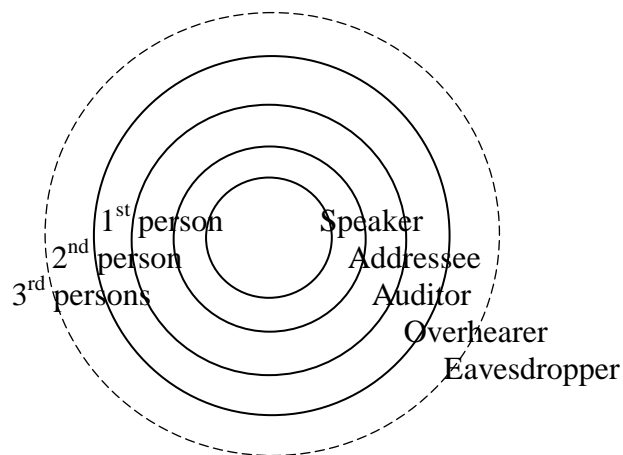 1st person Speaker
2nd person Addressee
3rd persons Auditor
Overhearer
Eavesdropper